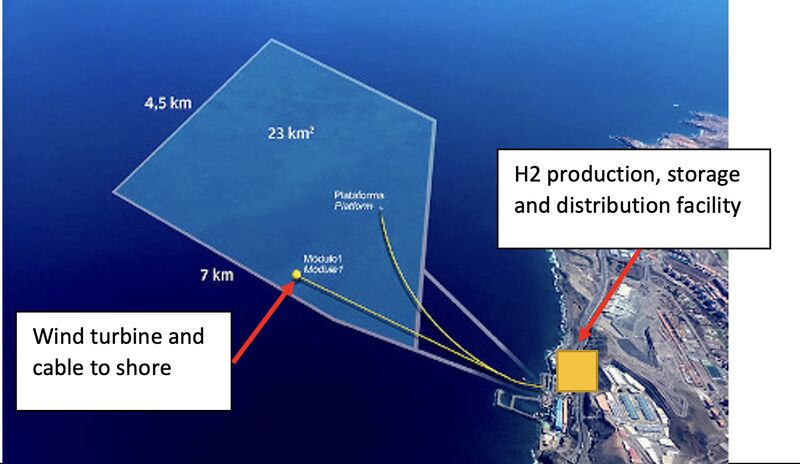 4,5 km
23 km²
H2 production, storage
and distribution facility
Plataforma
Platform
Módulo1
Module1
7 km
Wind turbine and
cable to shore